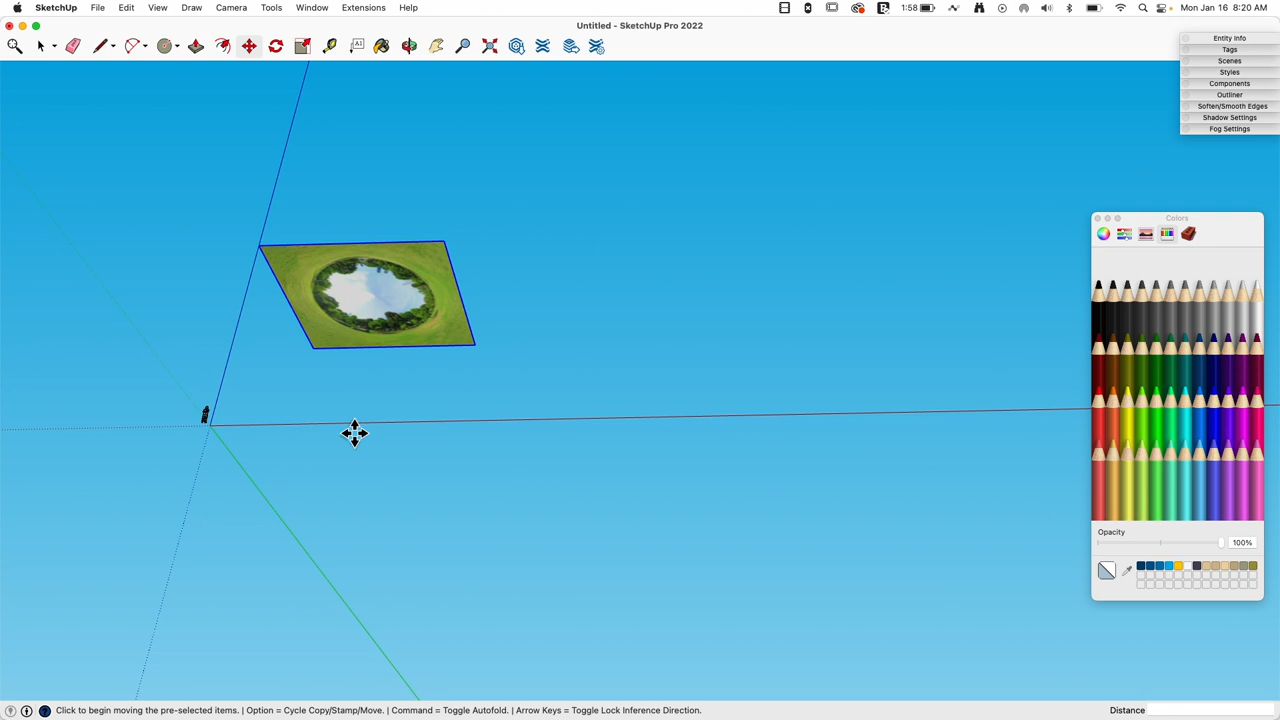 SketchUp File Edit View Draw Camera Tools Window Extensions Help 1:58 Mon Jan 16 8:20 AM
Untitled - SketchUp Pro 2022
Entity Info
Tags
Scenes
Styles
Components
Outliner
Soften/Smooth Edges
Shadow Settings
Fog Settings
Colors
Opacity
100%
Click to begin moving the pre-selected items. | Option = Cycle Copy/Stamp/Move. | Command = Toggle Autofold. | Arrow Keys = Toggle Lock Inference Direction. Distance